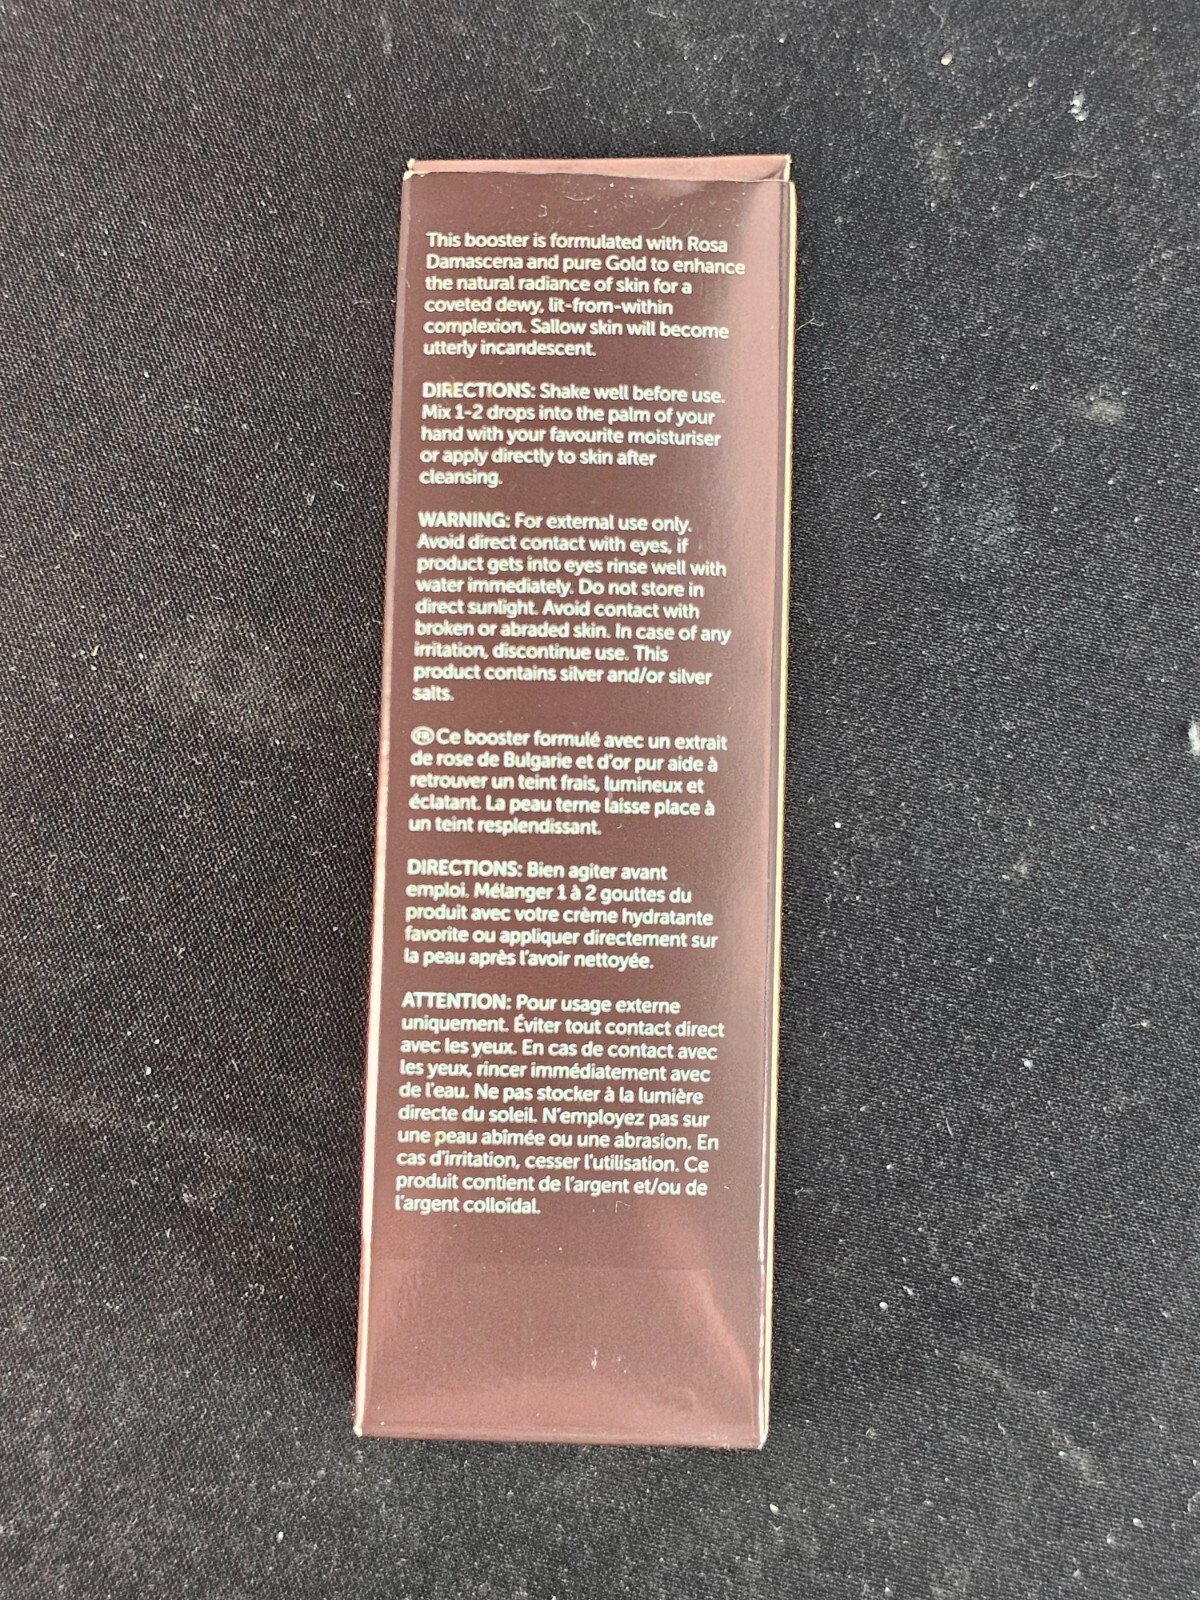 This booster is formulated with Rosa
Damascena and pure Gold to enhance
the natural radiance of skin for a
coveted dewy, lit-from-within
complexion. Sallow skin will become
utterly incandescent.
DIRECTIONS: Shake well before use.
Mix 1-2 drops into the palm of your
hand with your favourite moisturiser
or apply directly to skin after
cleansing.
WARNING: For external use only.
Avoid direct contact with eyes, if
product gets into eyes rinse well with
water immediately. Do not store in
direct sunlight. Avoid contact with
broken or abraded skin. In case of any
irritation, discontinue use. This
product contains silver and/or silver
salts.
FR Ce booster formulé avec un extrait
de rose de Bulgarie et d'or pur aide à
retrouver un teint frais, lumineux et
éclatant. La peau terne laisse place à
un teint resplendissant.
DIRECTIONS: Bien agiter avant
emploi. Mélanger 1 à 2 gouttes du
produit avec votre crème hydratante
favorite ou appliquer directement sur
la peau après l'avoir nettoyée.
ATTENTION: Pour usage externe
uniquement. Éviter tout contact direct
avec les yeux. En cas de contact avec
les yeux, rincer immédiatement avec
de l'eau. Ne pas stocker à la lumière
directe du soleil. N'employez pas sur
une peau abîmée ou une abrasion. En
cas d'irritation, cesser l'utilisation. Ce
produit contient de l'argent et/ou de
l'argent colloïdal.